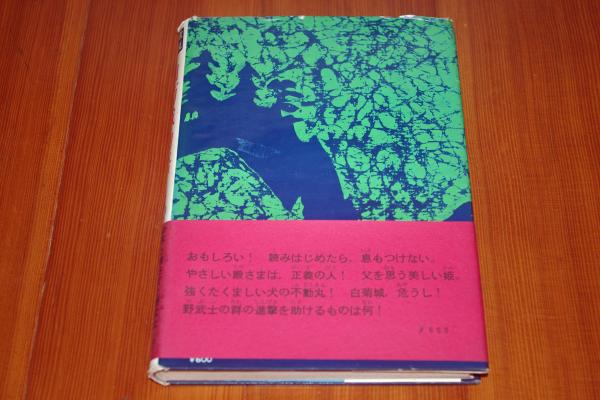 おもしろい！　読みはじめたら、息もつけない。
やさしい殿さまは、正義の人！　父を思う美しい姫。
強くたくましい犬の不動丸！　白菊城、危うし！
野武士の群の進撃を助けるものは何！
¥600